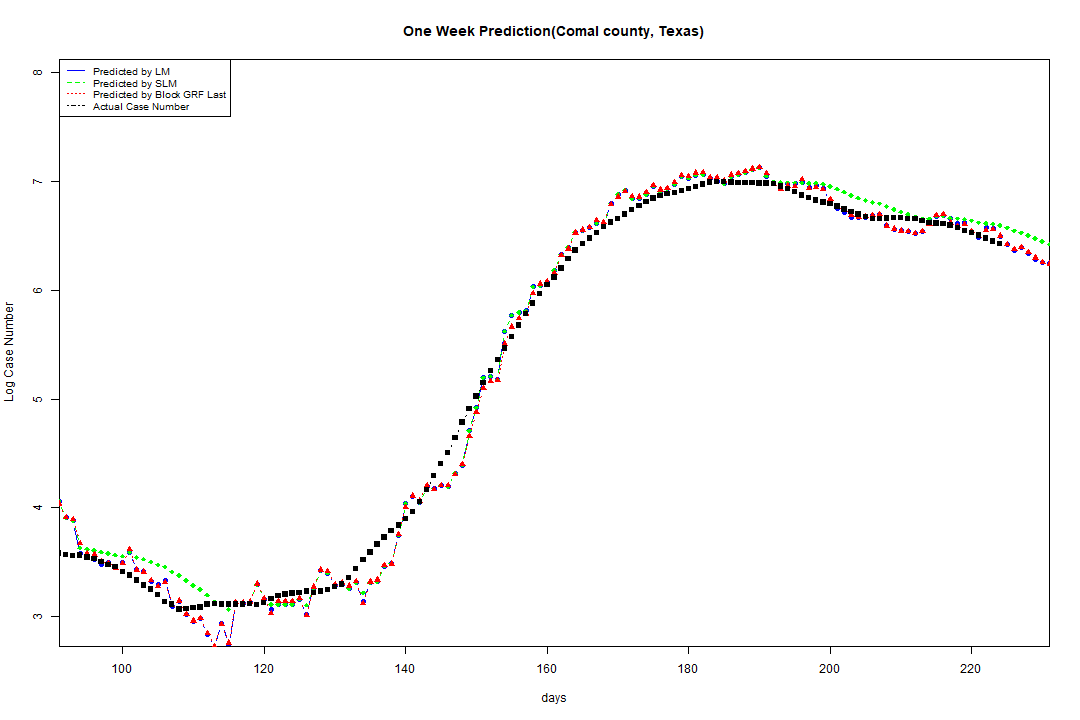 One Week Prediction(Comal county, Texas)
Predicted by LM
Predicted by SLM
Predicted by Block GRF Last
Actual Case Number
8
7
6
5
4
3
Log Case Number
100 120 140 160 180 200 220
days